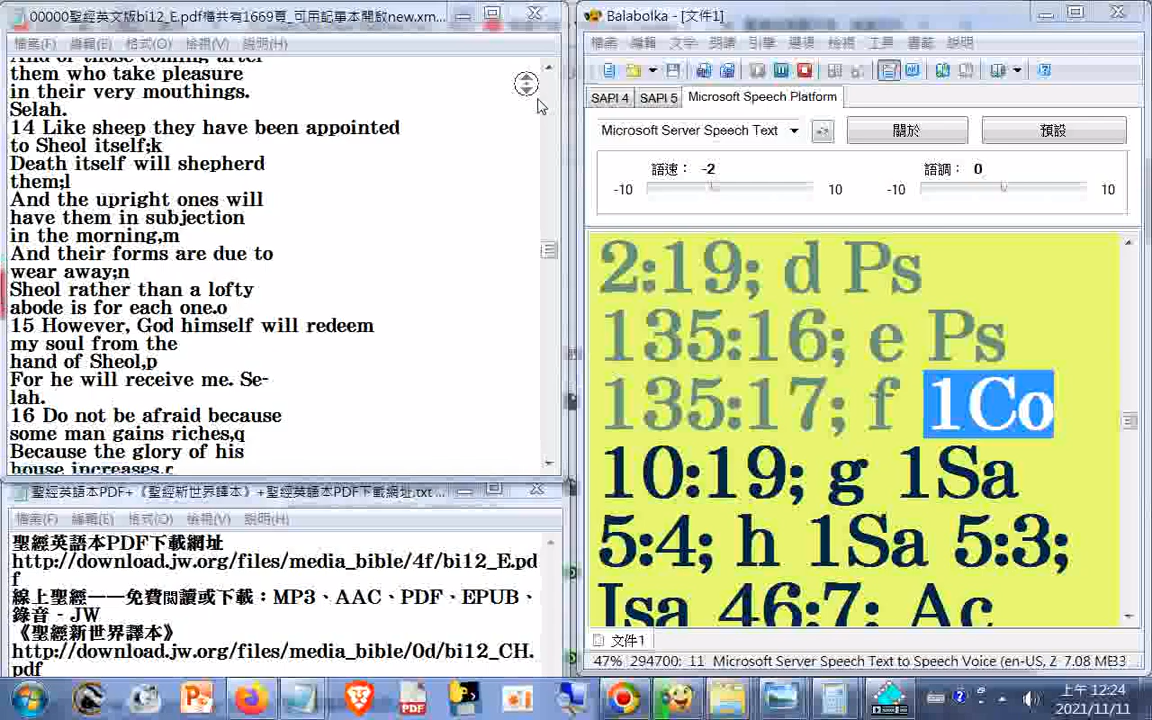 00000聖經英文版bi12_E.pdf檔共有1669頁_可用記事本開啟new.xm...
檔案(F) 編輯(E) 格式(O) 檢視(V) 說明(H)
And of those coming after
them who take pleasure
in their very mouthings.
Selah.
14 Like sheep they have been appointed
to Sheol itself;k
Death itself will shepherd
them;l
And the upright ones will
have them in subjection
in the morning,m
And their forms are due to
wear away;n
Sheol rather than a lofty
abode is for each one.o
15 However, God himself will redeem
my soul from the
hand of Sheol,p
For he will receive me. Se-
lah.
16 Do not be afraid because
some man gains riches,q
Because the glory of his
house increases,r
聖經英語本PDF+《聖經新世界譯本》+聖經英語本PDF下載網址.txt ...
檔案(F) 編輯(E) 格式(O) 檢視(V) 說明(H)
聖經英語本PDF下載網址
http://download.jw.org/files/media_bible/4f/bi12_E.pd
f
線上聖經——免費閱讀或下載：MP3、AAC、PDF、EPUB、
錄音 - JW
《聖經新世界譯本》
http://download.jw.org/files/media_bible/0d/bi12_CH.
pdf
Balabolka - [文件1]
檔案 編輯 文字 朗讀 引擎 選項 檢視 工具 書籤 說明
SAPI 4 SAPI 5 Microsoft Speech Platform
Microsoft Server Speech Text 關於 預設
語速： -2 語調： 0
-10 10 -10 10
2:19; d Ps
135:16; e Ps
135:17; f 1Co
10:19; g 1Sa
5:4; h 1Sa 5:3;
Isa 46:7; Ac
文件1
47% 294700: 11 Microsoft Server Speech Text to Speech Voice (en-US, Z 7.08 MB
上午 12:24
2021/11/11